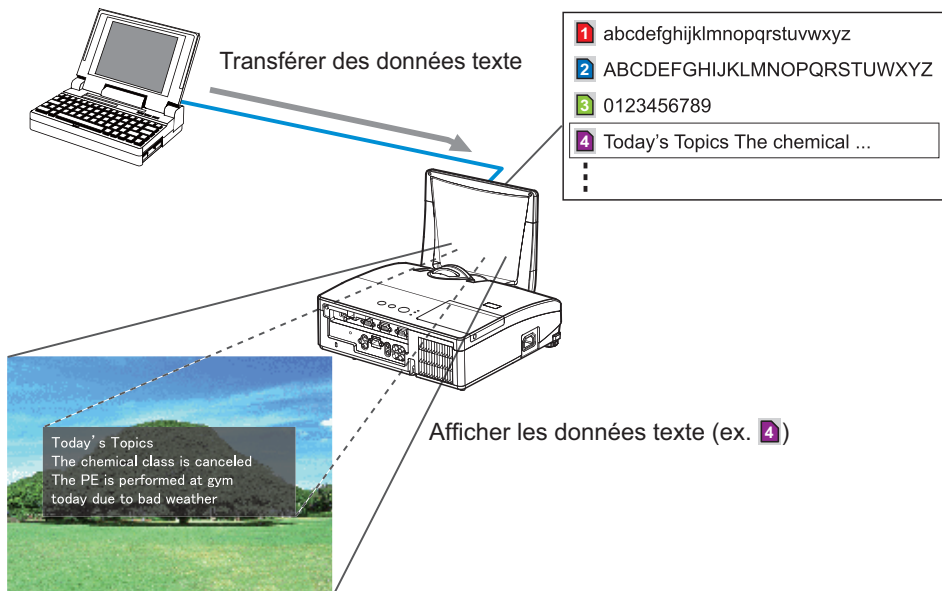 Transférer des données texte
1 abcdefghijklmnopqrstuvwxyz
2 ABCDEFGHIJKLMNOPQRSTUWXYZ
3 0123456789
4 Today's Topics The chemical ...
Afficher les données texte (ex. 4)
Today's Topics
The chemical class is canceled
The PE is performed at gym
today due to bad weather